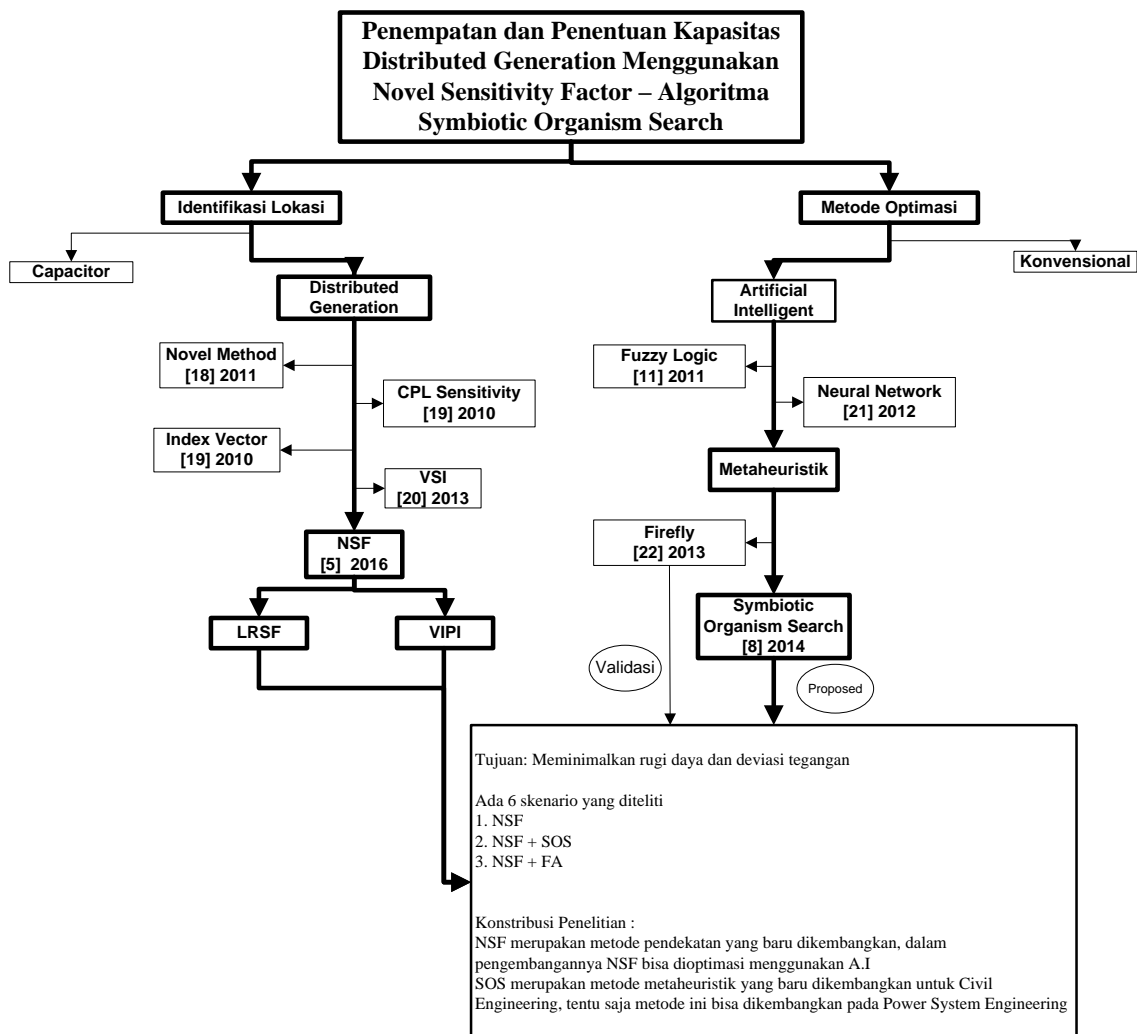 Penempatan dan Penentuan Kapasitas
Distributed Generation Menggunakan
Novel Sensitivity Factor – Algoritma
Symbiotic Organism Search
Identifikasi Lokasi
Metode Optimasi
Capacitor
Konvensional
Distributed
Generation
Artificial
Intelligent
Novel Method
[18] 2011
Fuzzy Logic
[11] 2011
CPL Sensitivity
[19] 2010
Neural Network
[21] 2012
Index Vector
[19] 2010
Metaheuristik
VSI
[20] 2013
NSF
[5] 2016
Firefly
[22] 2013
LRSF
VIPI
Symbiotic
Organism Search
[8] 2014
Validasi
Proposed
Tujuan: Meminimalkan rugi daya dan deviasi tegangan
Ada 6 skenario yang diteliti
1. NSF
2. NSF + SOS
3. NSF + FA
Konstribusi Penelitian :
NSF merupakan metode pendekatan yang baru dikembangkan, dalam
pengembangannya NSF bisa dioptimasi menggunakan A.I
SOS merupakan metode metaheuristik yang baru dikembangkan untuk Civil
Engineering, tentu saja metode ini bisa dikembangkan pada Power System Engineering